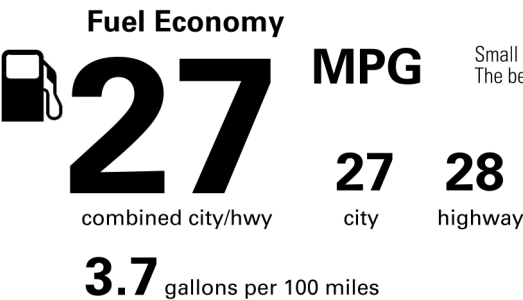 Fuel Economy
27 MPG
Small
The
combined city/hwy
27 city
28 highway
3.7 gallons per 100 miles